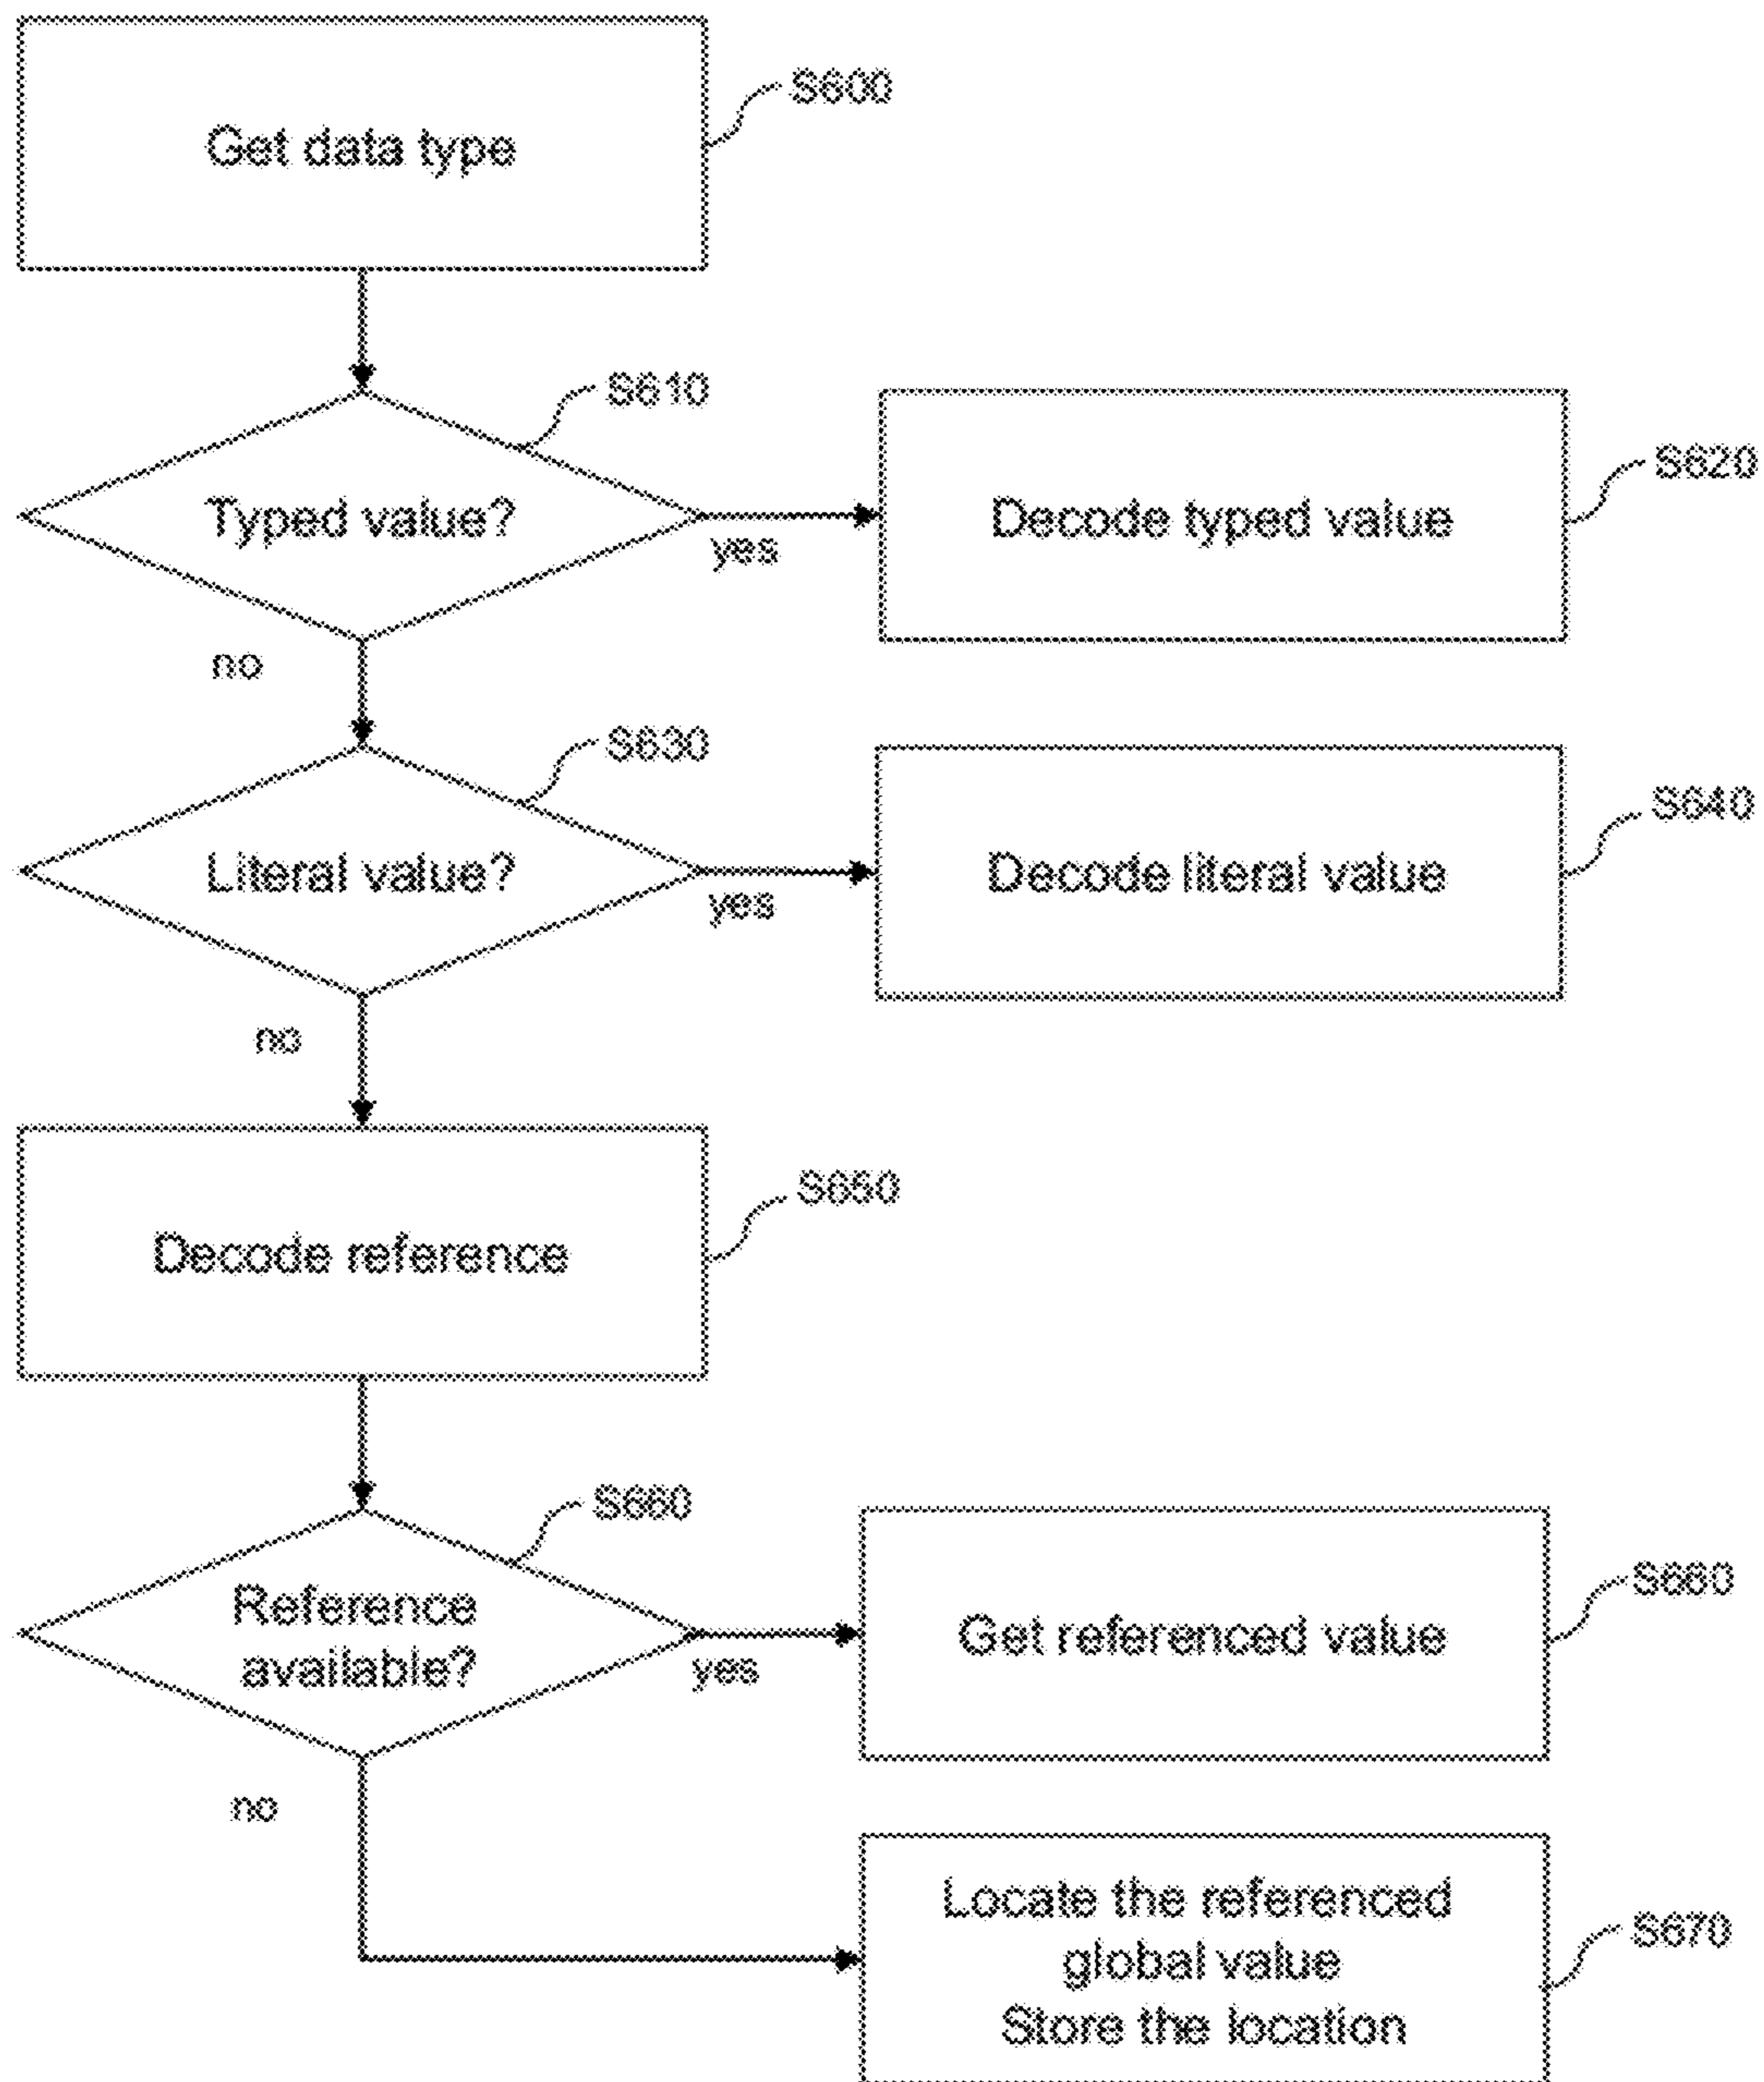 Get data type
S600
Typed value?
S610
yes
Decode typed value
S620
no
Literal value?
S630
yes
Decode literal value
S640
no
Decode reference
S650
Reference
available?
S660
yes
Get referenced value
S680
no
Locate the referenced
global value
Store the location
S670